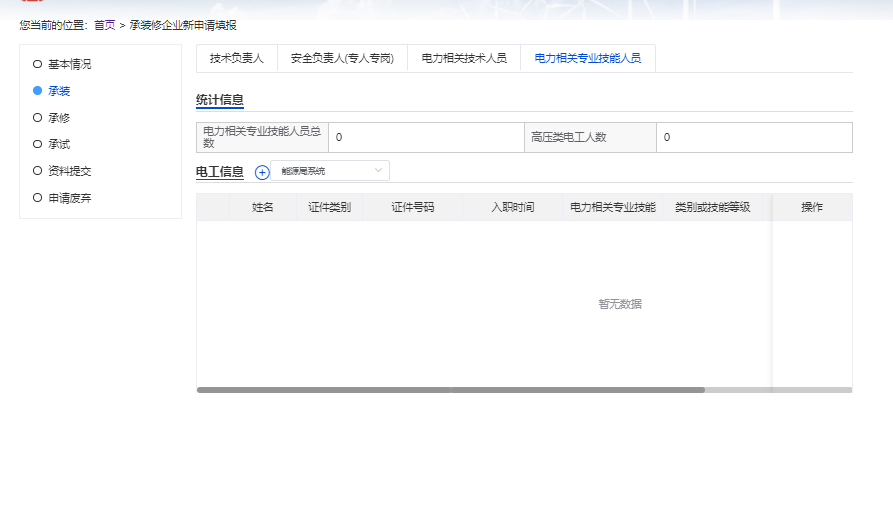 您当前的位置: 首页 > 承装修企业新申请填报
基本情况
承装
承修
承试
资料提交
申请废弃
技术负责人 安全负责人(专人专岗) 电力相关技术人员 电力相关专业技能人员
统计信息
电力相关专业技能人员总数 0 高压类电工人数 0
电工信息 能源局系统
姓名 证件类别 证件号码 入职时间 电力相关专业技能 类别或技能等级 操作
暂无数据